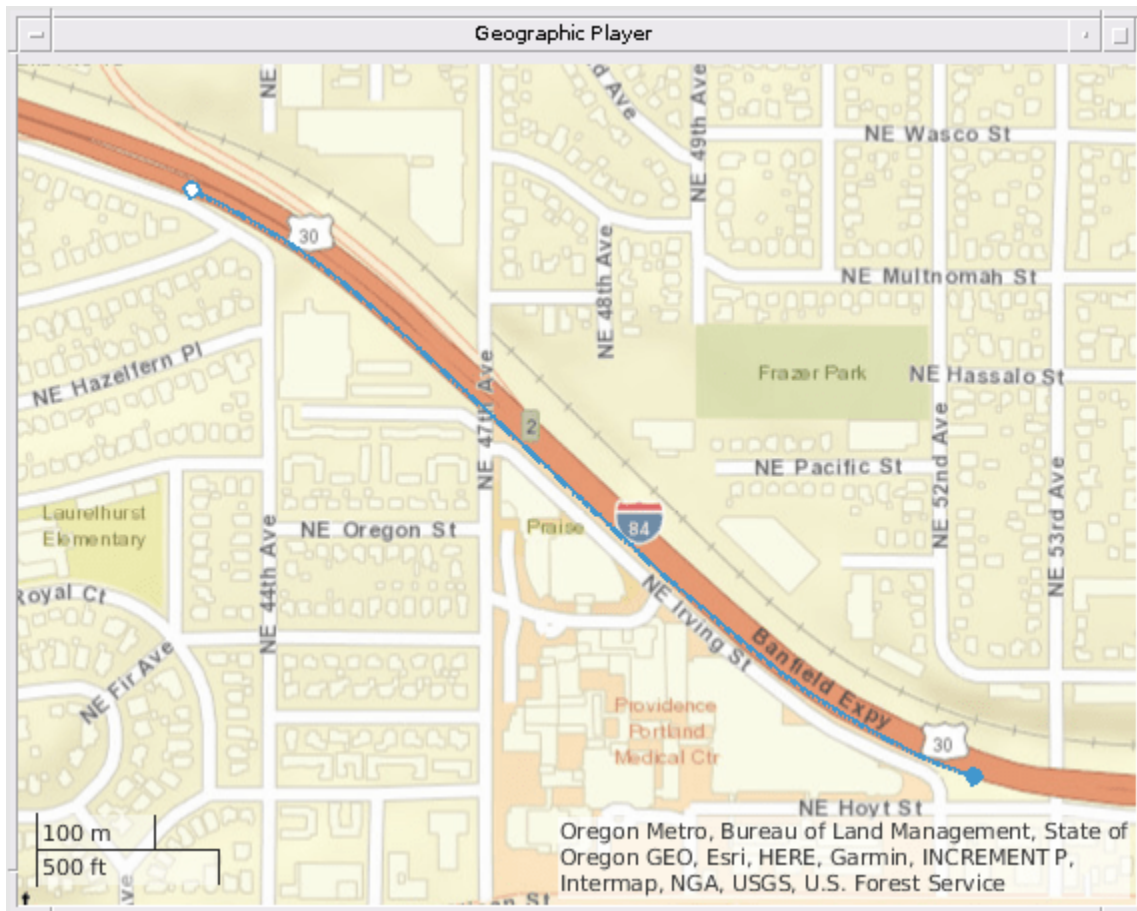 Geographic Player
NE
Ave
NE 49th Ave
NE Wasco St
30
NE 48th Ave
NE Multnomah St
NE Hazelfern Pl
NE 47th Ave
Frazer Park
NE Hassalo St
2
NE 52nd Ave
NE Pacific St
NE 53rd Ave
Laurelhurst
Elementary
NE 44th Ave
NE Oregon St
Praise
84
Royal Ct
NE Irving St
NE Fir Ave
Banfield Expy
Providence
Portland
Medical Ctr
30
NE Hoyt St
100 m
500 ft
Oregon Metro, Bureau of Land Management, State of
Oregon GEO, Esri, HERE, Garmin, INCREMENT P,
Intermap, NGA, USGS, U.S. Forest Service